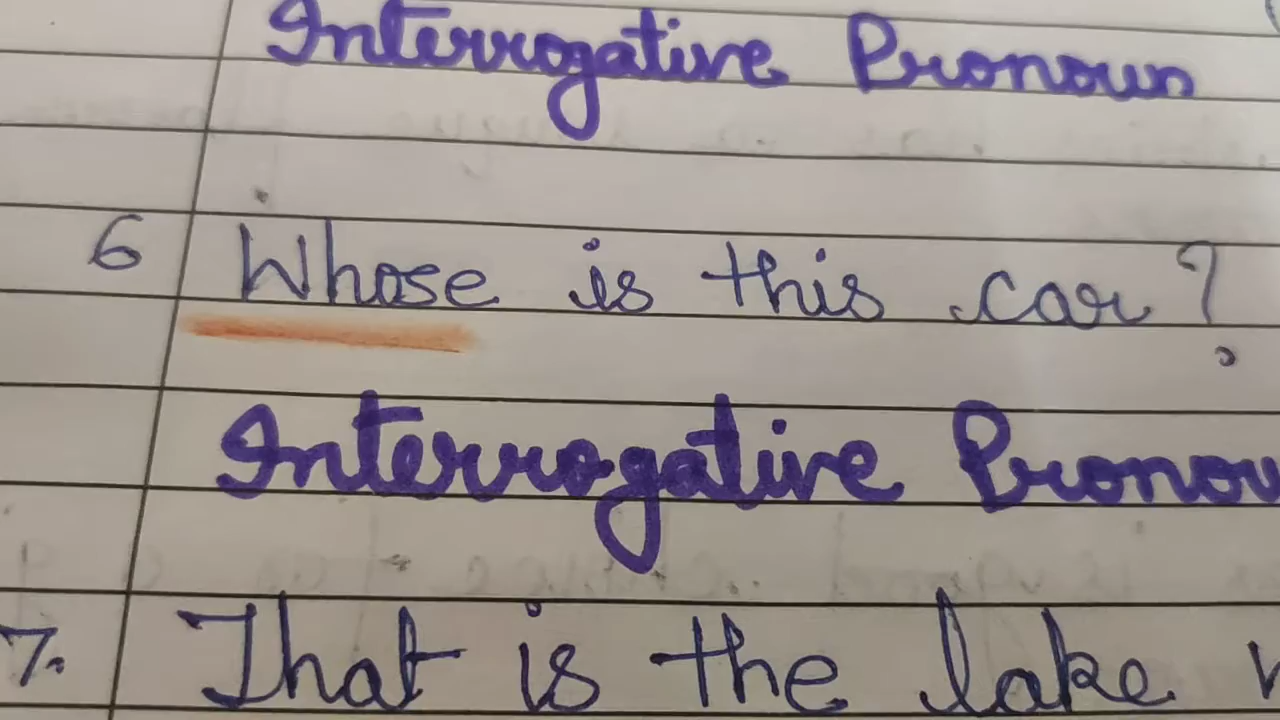 Interrogative Pronoun
6 Whose is this car?
Interrogative Pronou
7. That is the lake